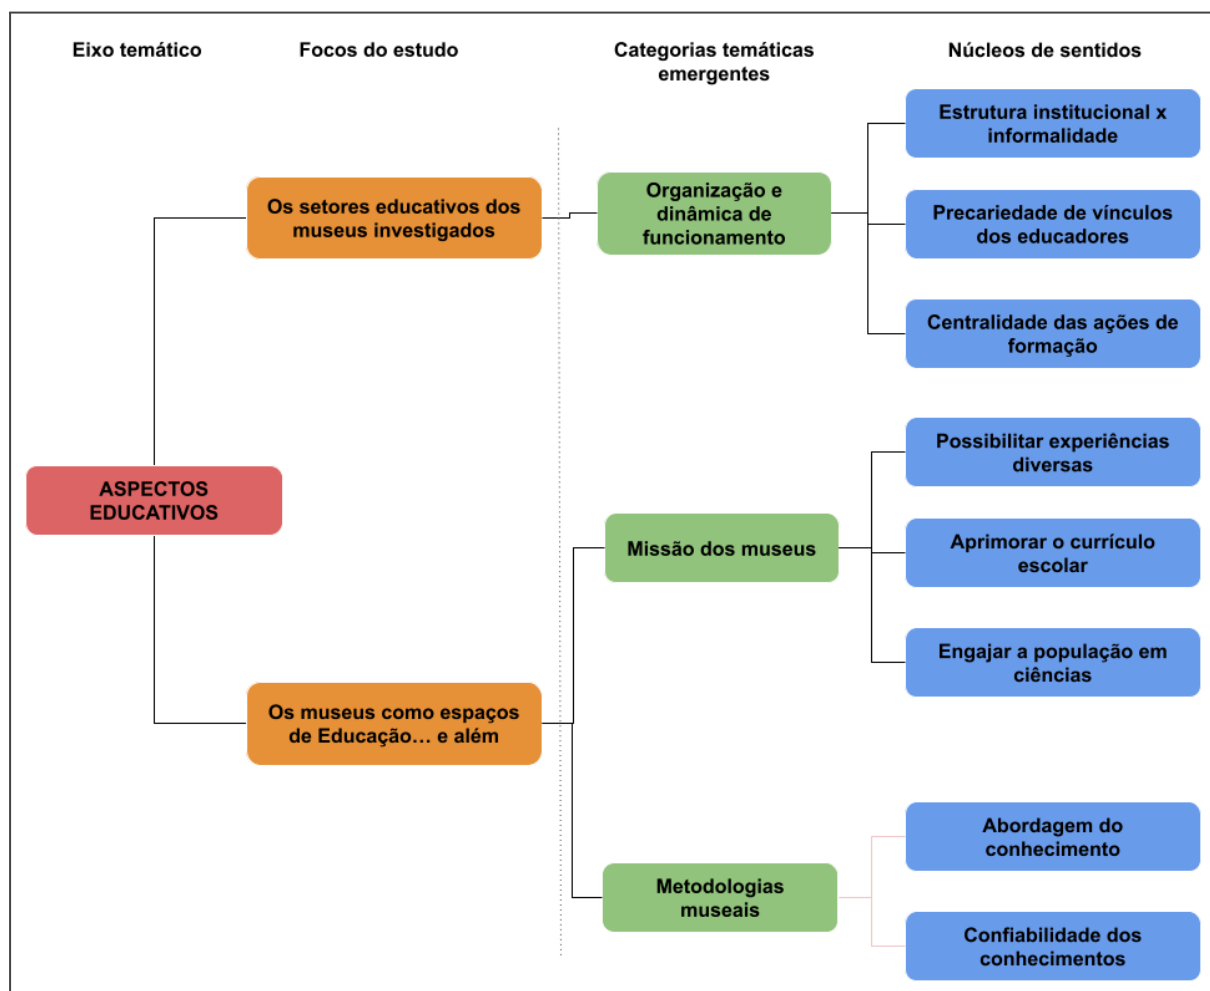 Eixo temático
Focos do estudo
Categorias temáticas
emergentes
Núcleos de sentidos
ASPECTOS
EDUCATIVOS
Os setores educativos dos
museus investigados
Organização e
dinâmica de
funcionamento
Estrutura institucional x
informalidade
Precariedade de vínculos
dos educadores
Centralidade das ações de
formação
Os museus como espaços
de Educação... e além
Missão dos museus
Possibilitar experiências
diversas
Aprimorar o currículo
escolar
Engajar a população em
ciências
Metodologias
museais
Abordagem do
conhecimento
Confiabilidade dos
conhecimentos